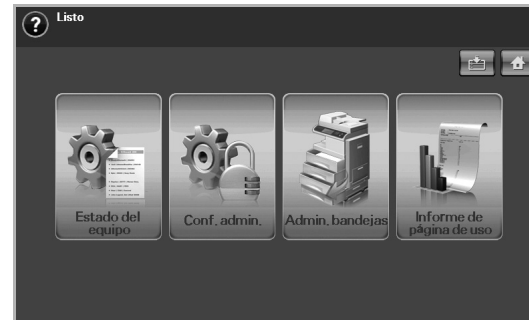 Listo
Estado del
equipo
Conf. admin.
Admin. bandejas
Informe de
página de uso